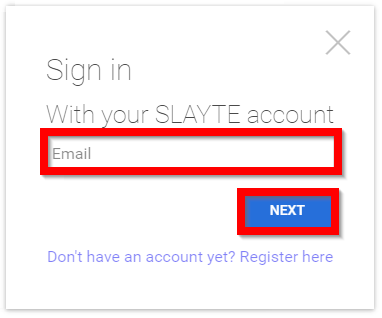 Sign in
With your SLAYTE account
Email
NEXT
Don't have an account yet? Register here